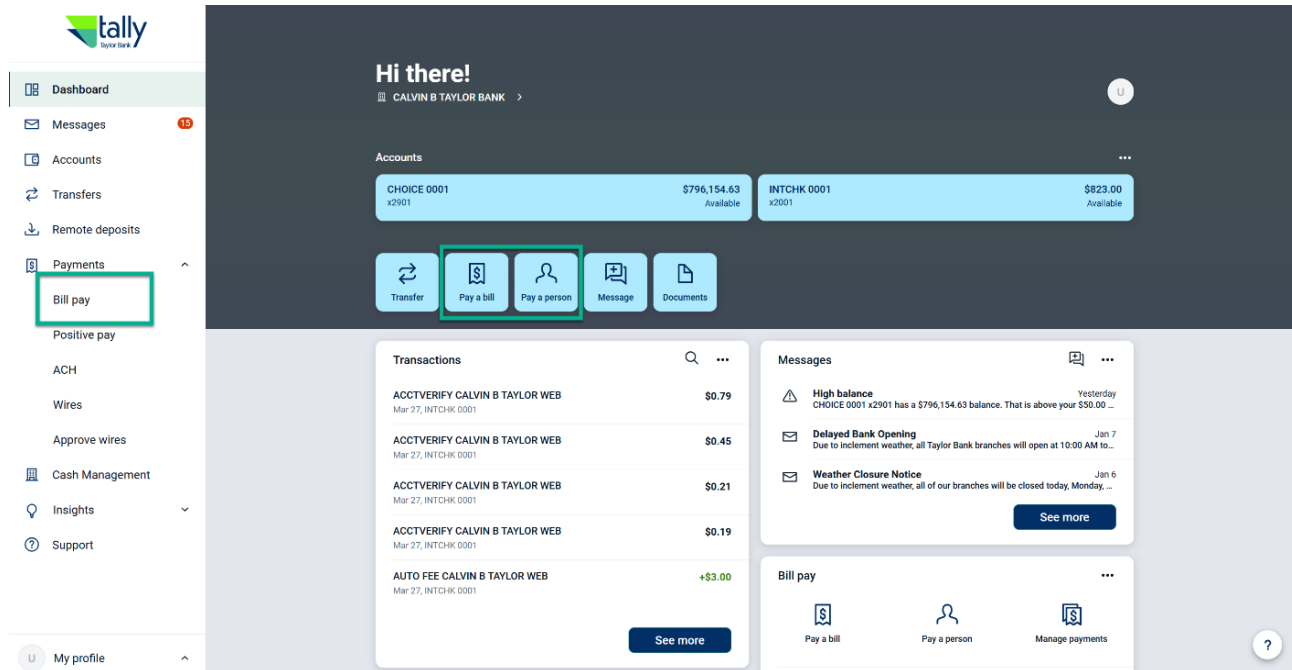 tally
Taylor Bank
Dashboard
Messages 15
Accounts
Transfers
Remote deposits
Payments
Bill pay
Positive pay
ACH
Wires
Approve wires
Cash Management
Insights
Support
U My profile
Hi there!
CALVIN B TAYLOR BANK
U
Accounts
CHOICE 0001 $796,154.63
x2901 Available
INTCHK 0001 $823.00
x2001 Available
Transfer
Pay a bill
Pay a person
Message
Documents
Transactions
ACCTVERIFY CALVIN B TAYLOR WEB $0.79
Mar 27, INTCHK 0001
ACCTVERIFY CALVIN B TAYLOR WEB $0.45
Mar 27, INTCHK 0001
ACCTVERIFY CALVIN B TAYLOR WEB $0.21
Mar 27, INTCHK 0001
ACCTVERIFY CALVIN B TAYLOR WEB $0.19
Mar 27, INTCHK 0001
AUTO FEE CALVIN B TAYLOR WEB +$3.00
Mar 27, INTCHK 0001
See more
Messages
High balance Yesterday
CHOICE 0001 x2901 has a $796,154.63 balance. That is above your $50.00 ...
Delayed Bank Opening Jan 7
Due to inclement weather, all Taylor Bank branches will open at 10:00 AM to...
Weather Closure Notice Jan 6
Due to inclement weather, all of our branches will be closed today, Monday, ...
See more
Bill pay
Pay a bill
Pay a person
Manage payments
?